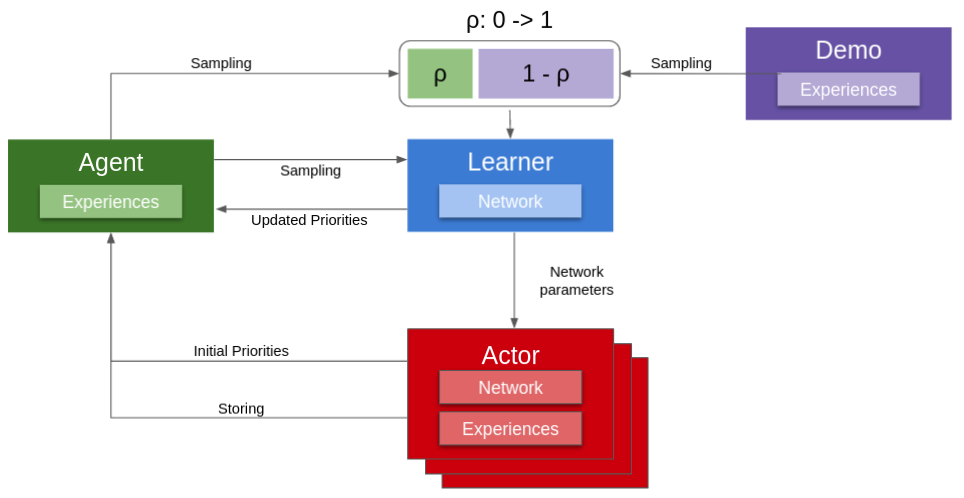 ρ: 0 -> 1
Sampling
ρ
1 - ρ
Sampling
Demo
Experiences
Agent
Experiences
Sampling
Updated Priorities
Learner
Network
Network
parameters
Initial Priorities
Storing
Actor
Network
Experiences